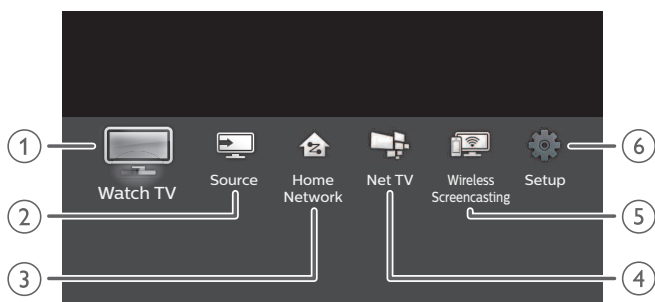 1
6
Watch TV
Source
Home
Network
Net TV
Wireless
Screencasting
Setup
2
5
3
4